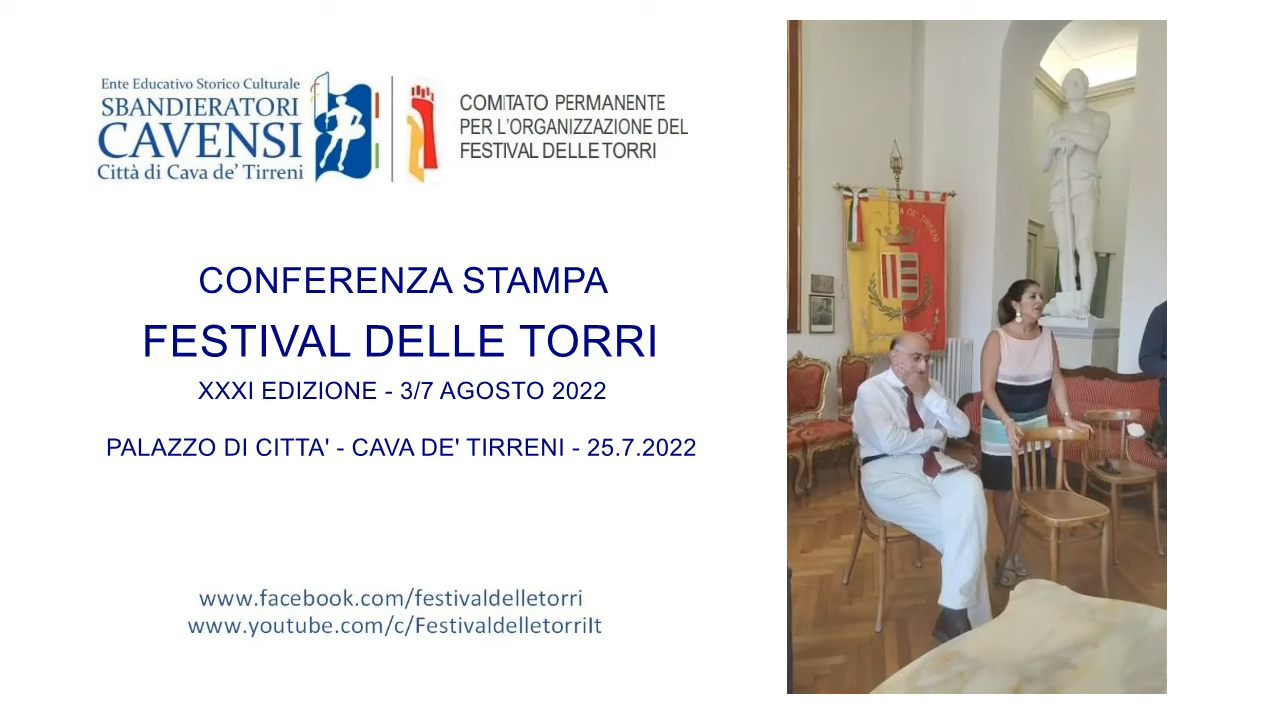 Ente Educativo Storico Culturale
SBANDIERATORI
CAVENSI
Città di Cava de' Tirreni
COMITATO PERMANENTE
PER L'ORGANIZZAZIONE DEL
FESTIVAL DELLE TORRI
CONFERENZA STAMPA
FESTIVAL DELLE TORRI
XXXI EDIZIONE - 3/7 AGOSTO 2022
PALAZZO DI CITTA' - CAVA DE' TIRRENI - 25.7.2022
www.facebook.com/festivaldelletorri
www.youtube.com/c/FestivaldelletorriIt
DE' TIRRENI